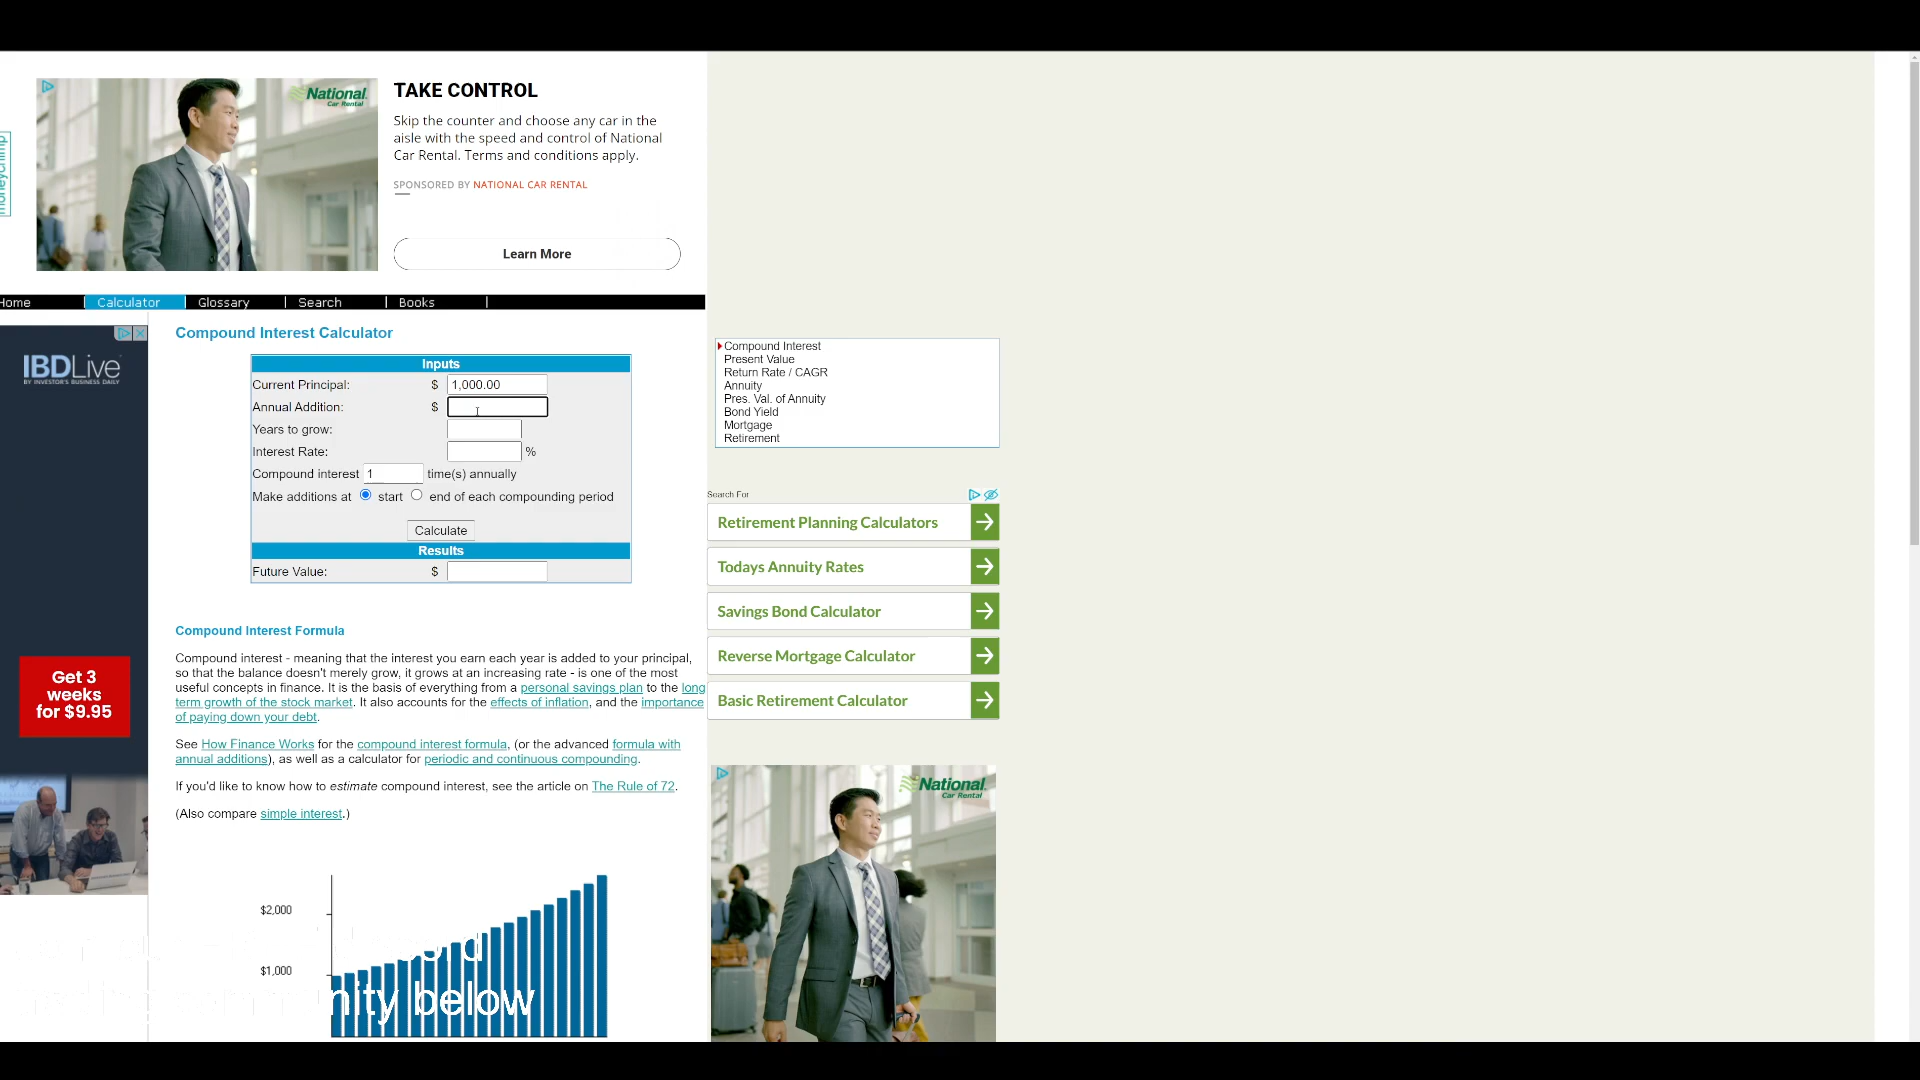 National
Car Rental
TAKE CONTROL
Skip the counter and choose any car in the
aisle with the speed and control of National
Car Rental. Terms and conditions apply.
SPONSORED BY NATIONAL CAR RENTAL
Learn More
moneychimp
Home | Calculator | Glossary | Search | Books |
IBDLive
BY INVESTOR'S BUSINESS DAILY
Get 3
weeks
for $9.95
Compound Interest Calculator
Inputs
Current Principal: $ 1,000.00
Annual Addition: $
Years to grow:
Interest Rate: %
Compound interest 1 time(s) annually
Make additions at start end of each compounding period
Calculate
Results
Future Value: $
Compound Interest Formula
Compound interest - meaning that the interest you earn each year is added to your principal,
so that the balance doesn't merely grow, it grows at an increasing rate - is one of the most
useful concepts in finance. It is the basis of everything from a personal savings plan to the long
term growth of the stock market. It also accounts for the effects of inflation, and the importance
of paying down your debt.
See How Finance Works for the compound interest formula, (or the advanced formula with
annual additions), as well as a calculator for periodic and continuous compounding.
If you'd like to know how to estimate compound interest, see the article on The Rule of 72.
(Also compare simple interest.)
$2,000
$1,000
below
Compound Interest
Present Value
Return Rate / CAGR
Annuity
Pres. Val. of Annuity
Bond Yield
Mortgage
Retirement
Search For
Retirement Planning Calculators
Todays Annuity Rates
Savings Bond Calculator
Reverse Mortgage Calculator
Basic Retirement Calculator
National
Car Rental